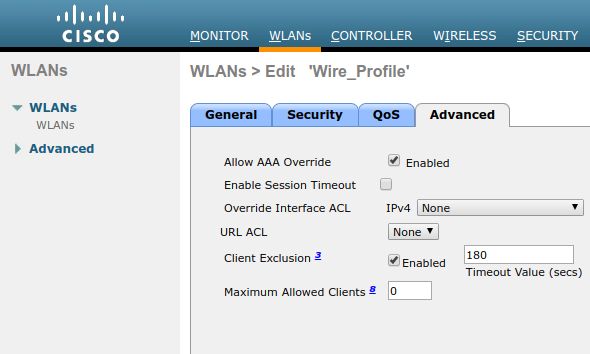 CISCO
MONITOR WLANs CONTROLLER WIRELESS SECURITY
WLANs
WLANs > Edit 'Wire_Profile'
WLANs
WLANs
Advanced
General Security QoS Advanced
Allow AAA Override Enabled
Enable Session Timeout
Override Interface ACL IPv4 None
URL ACL None
Client Exclusion 3 Enabled 180
Timeout Value (secs)
Maximum Allowed Clients 8 0